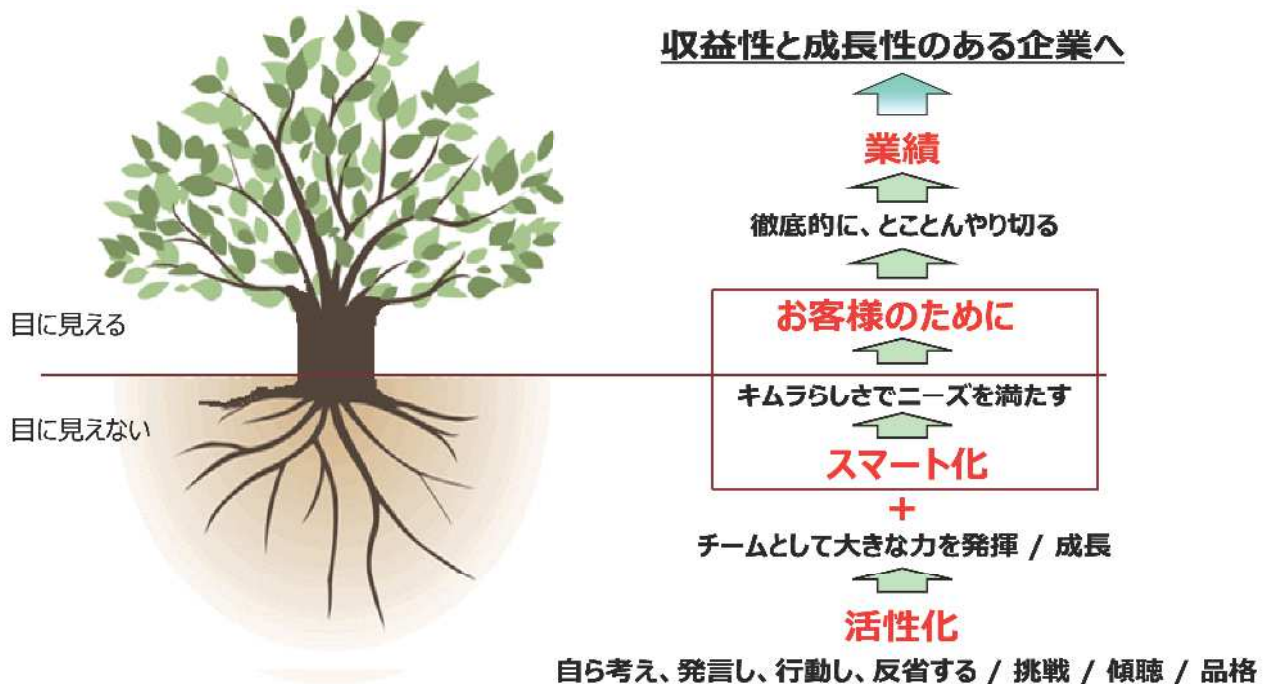 収益性と成長性のある企業へ
業績
徹底的に、とことんやり切る
お客様のために
目に見える
キムラらしさでニーズを満たす
目に見えない
スマート化
+
チームとして大きな力を発揮 / 成長
活性化
自ら考え、発言し、行動し、反省する / 挑戦 / 傾聴 / 品格